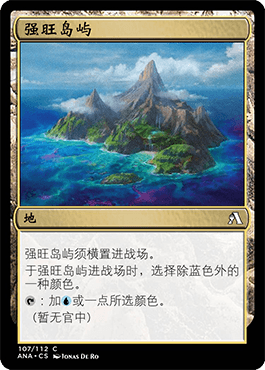 强旺岛屿
地
强旺岛屿须横置进战场。
于强旺岛屿进战场时，选择除蓝色外的
一种颜色。
：加或一点所选颜色。
（暂无官中）
107/112 C
ANA • CS Jonas De Ro